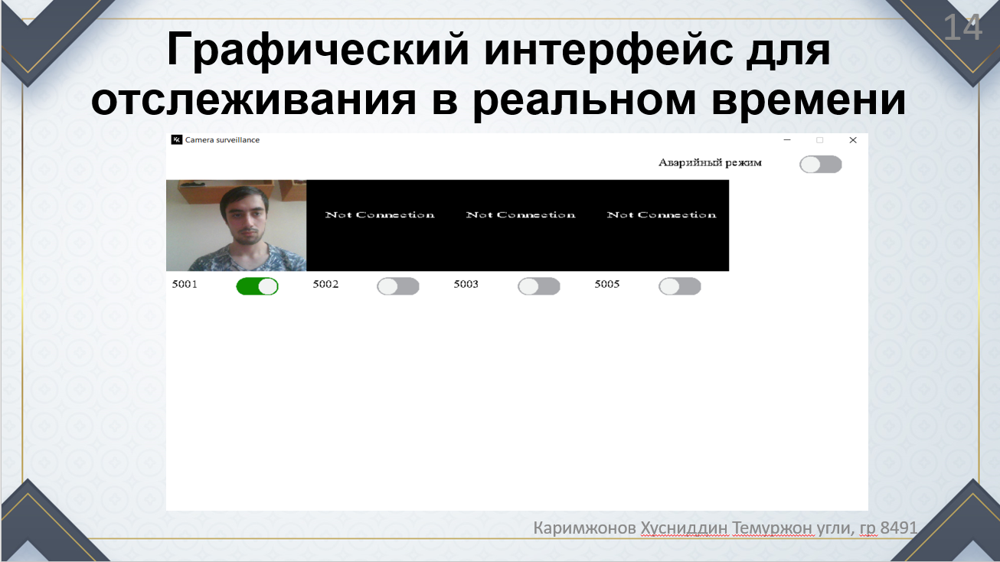 14
Графический интерфейс для
отслеживания в реальном времени
Camera surveillance
Аварийный режим
Not Connection Not Connection Not Connection
5001 5002 5003 5005
Каримжонов Хусниддин Темуржон угли, гр 8491